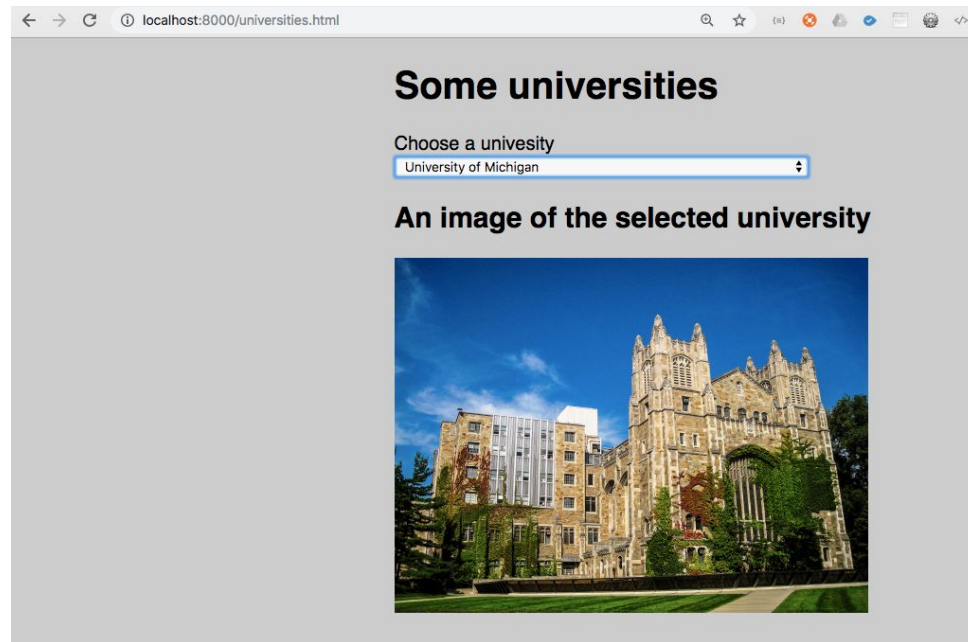 localhost:8000/universities.html
Some universities
Choose a univesity
University of Michigan
An image of the selected university